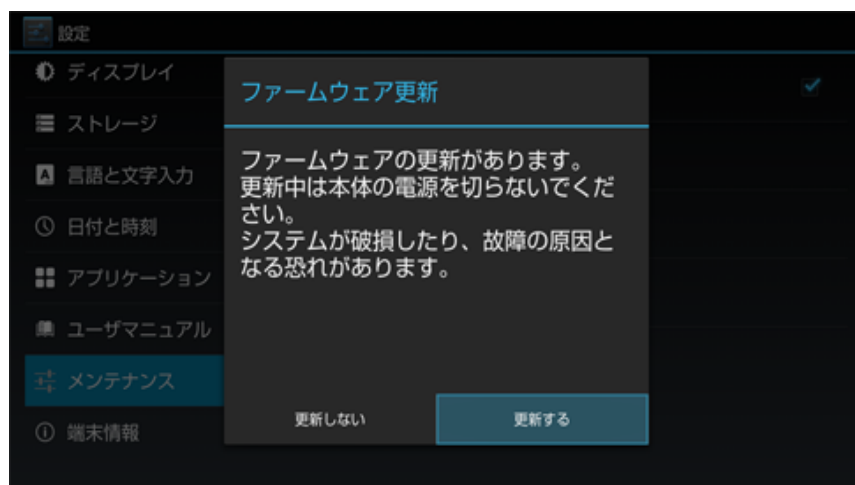 設定
ディスプレイ
ストレージ
言語と文字入力
日付と時刻
アプリケーション
ユーザマニュアル
メンテナンス
端末情報
ファームウェア更新
ファームウェアの更新があります。
更新中は本体の電源を切らないでくだ
さい。
システムが破損したり、故障の原因と
なる恐れがあります。
更新しない
更新する